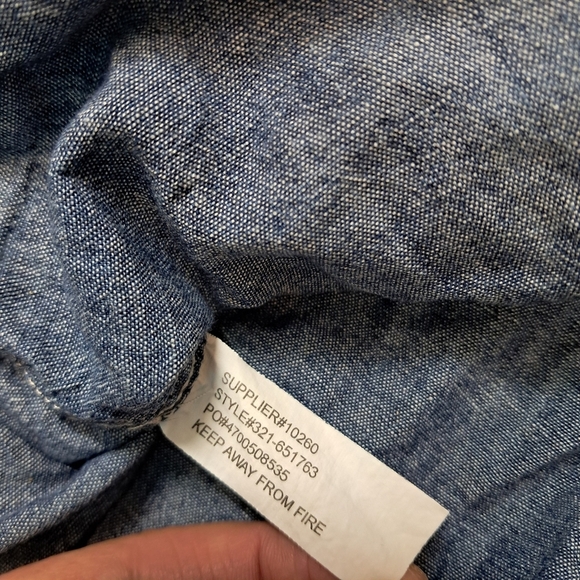 SUPPLIER#10260
STYLE#321-651763
PO#4700508535
KEEP AWAY FROM FIRE